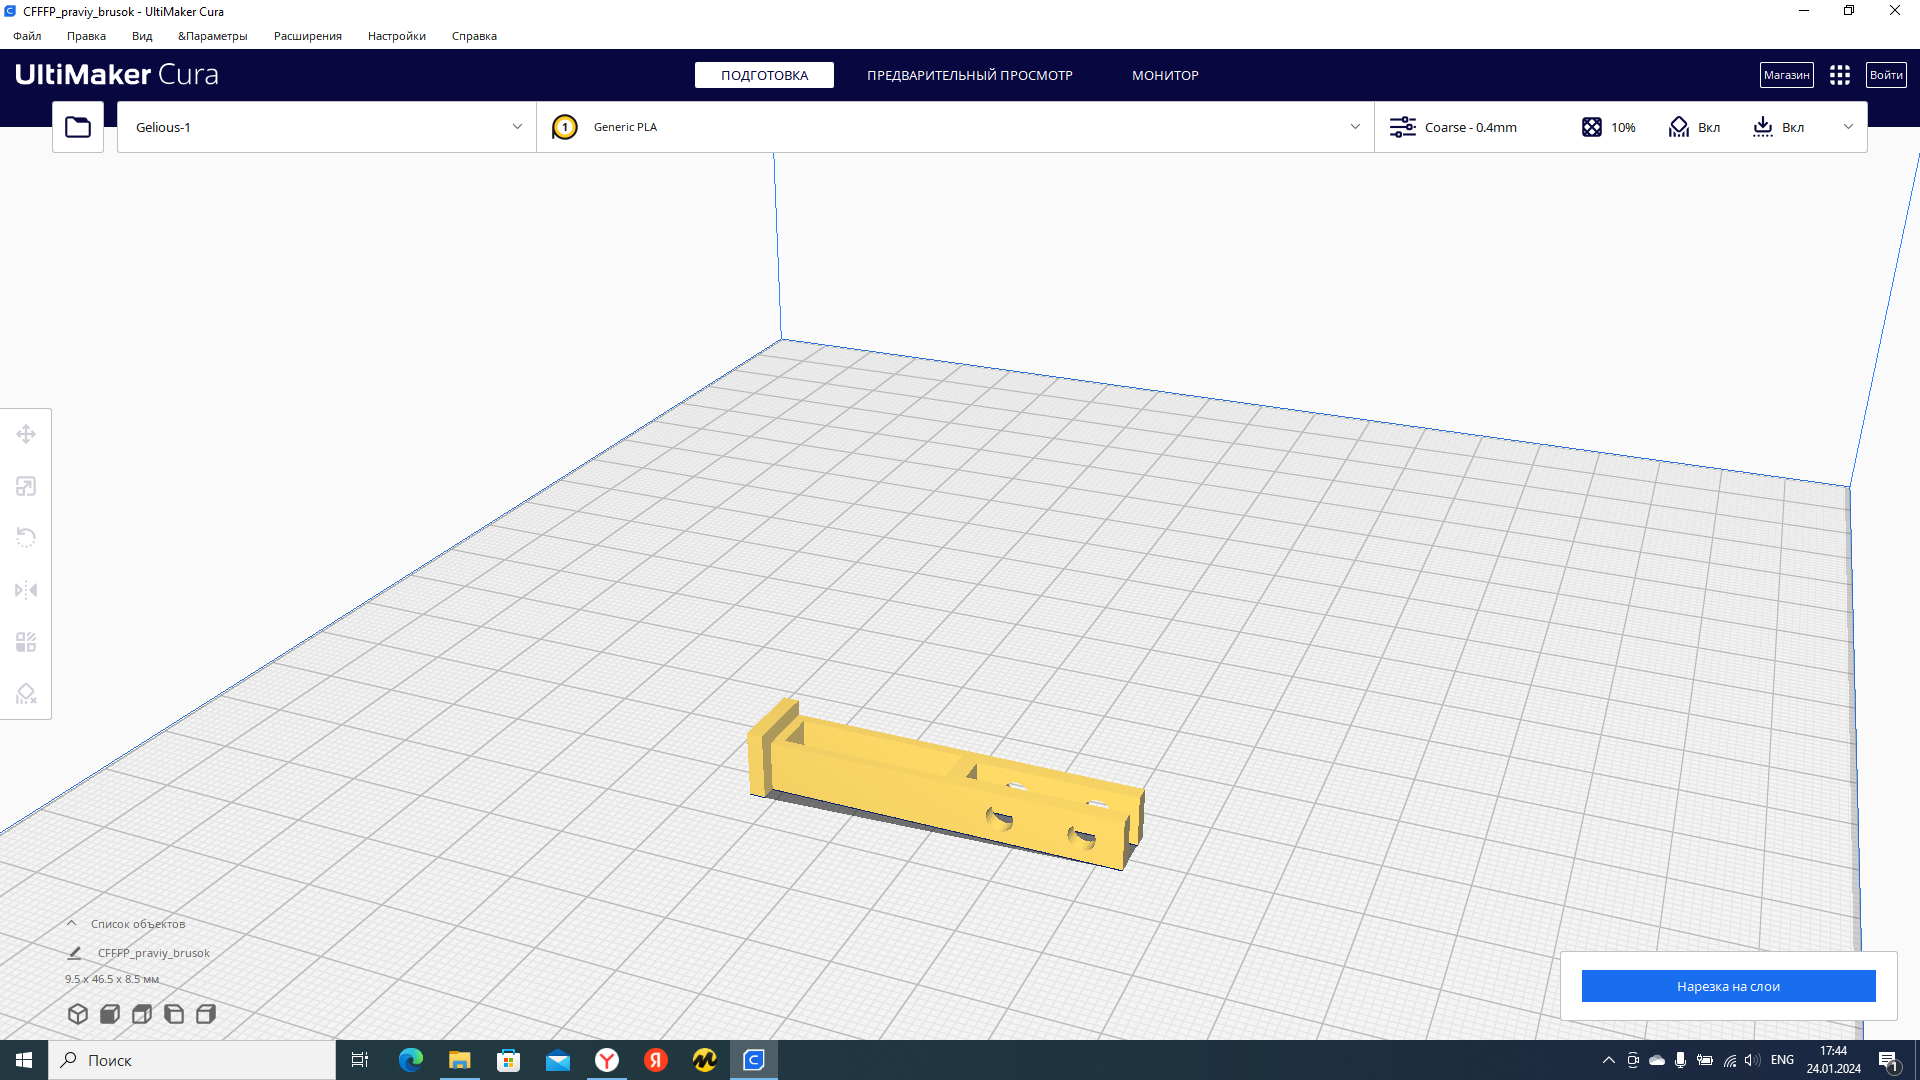 CFFFP_praviy_brusok - UltiMaker Cura
Файл Правка Вид &Параметры Расширения Настройки Справка
UltiMaker Cura ПОДГОТОВКА ПРЕДВАРИТЕЛЬНЫЙ ПРОСМОТР МОНИТОР Магазин Войти
Gelious-1 1 Generic PLA Coarse - 0.4mm 10% Вкл Вкл
Список объектов
CFFFP_praviy_brusok
9.5 x 46.5 x 8.5 мм
Нарезка на слои
Поиск
ENG
17:44
24.01.2024
1